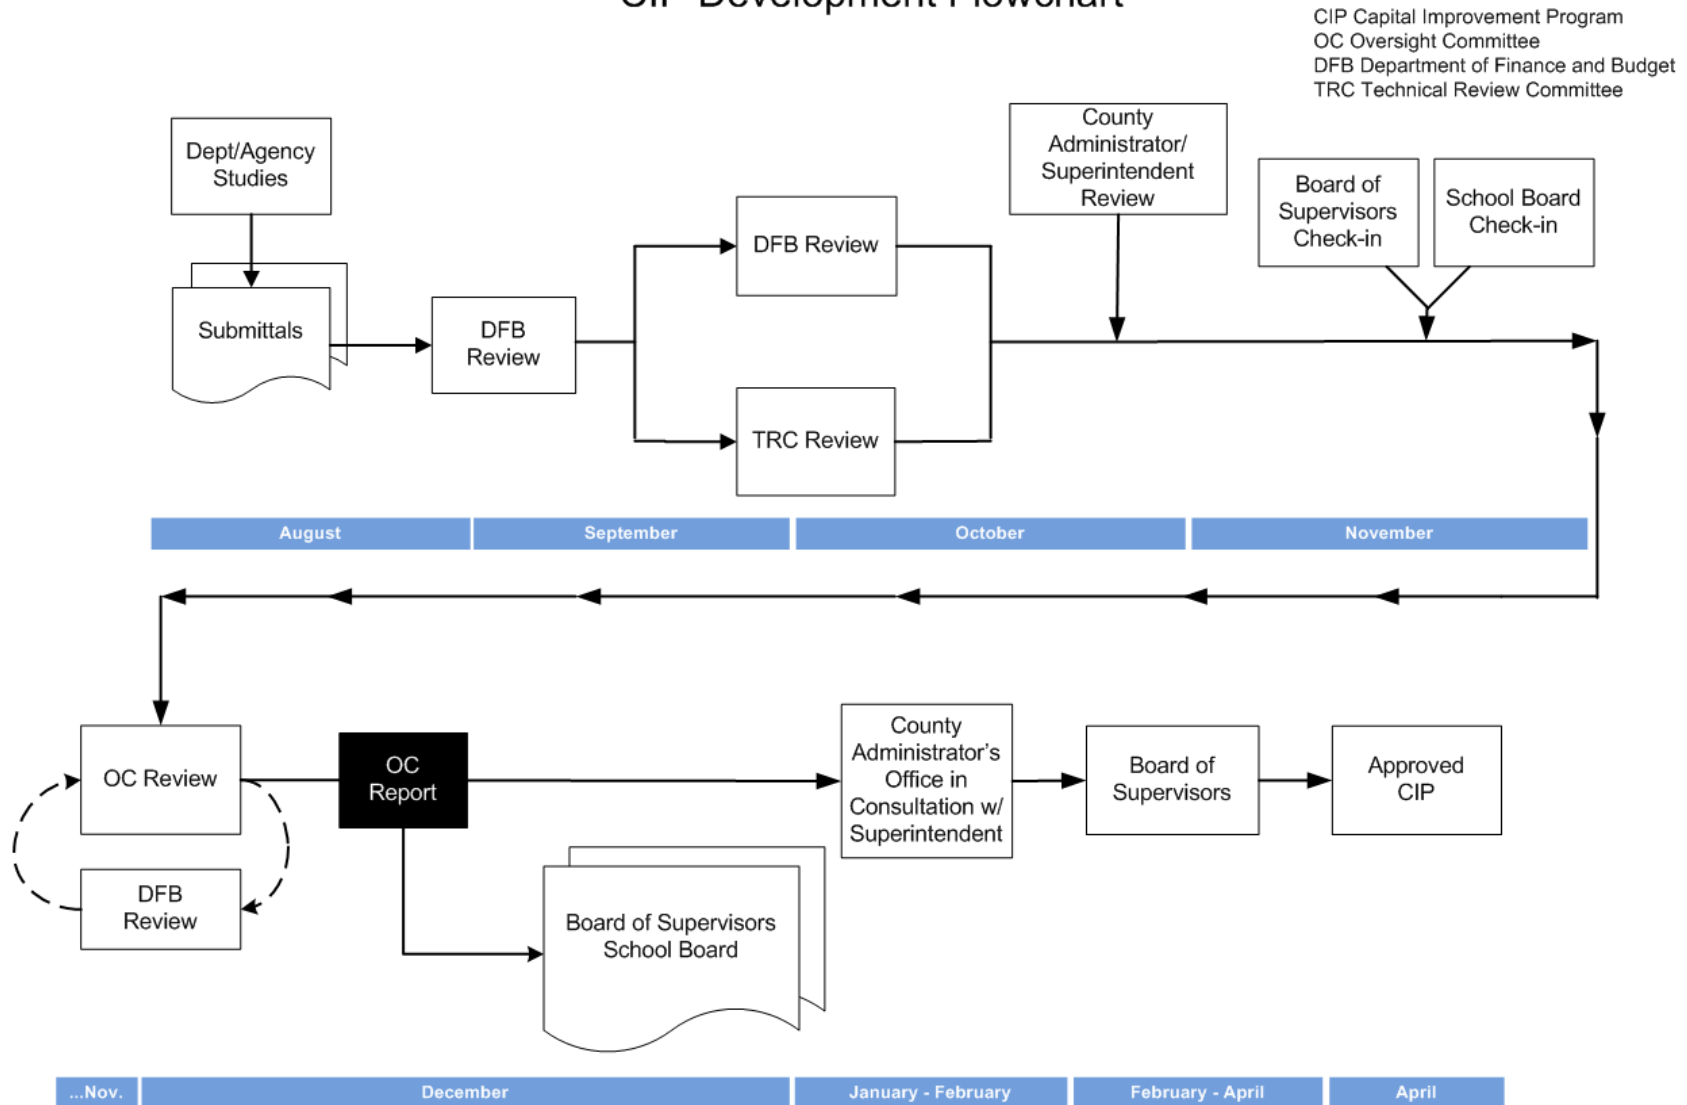 CIP Development Flowchart
CIP Capital Improvement Program
OC Oversight Committee
DFB Department of Finance and Budget
TRC Technical Review Committee
Dept/Agency
Studies
Submittals
DFB
Review
DFB Review
TRC Review
County
Administrator/
Superintendent
Review
Board of
Supervisors
Check-in
School Board
Check-in
August
September
October
November
OC Review
DFB
Review
OC
Report
Board of Supervisors
School Board
County
Administrator’s
Office in
Consultation w/
Superintendent
Board of
Supervisors
Approved
CIP
...Nov.
December
January - February
February - April
April